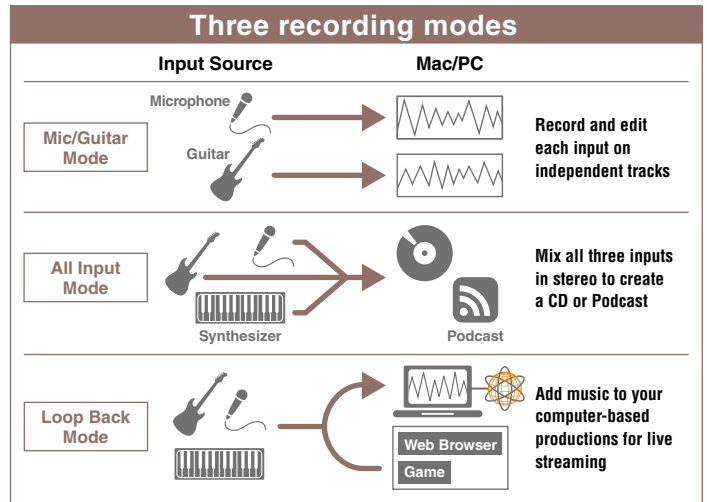 Three recording modes
Input Source
Mac/PC
Mic/Guitar
Mode
Microphone
Guitar
Record and edit
each input on
independent tracks
All Input
Mode
Synthesizer
Podcast
Mix all three inputs
in stereo to create
a CD or Podcast
Loop Back
Mode
Web Browser
Game
Add music to your
computer-based
productions for live
streaming